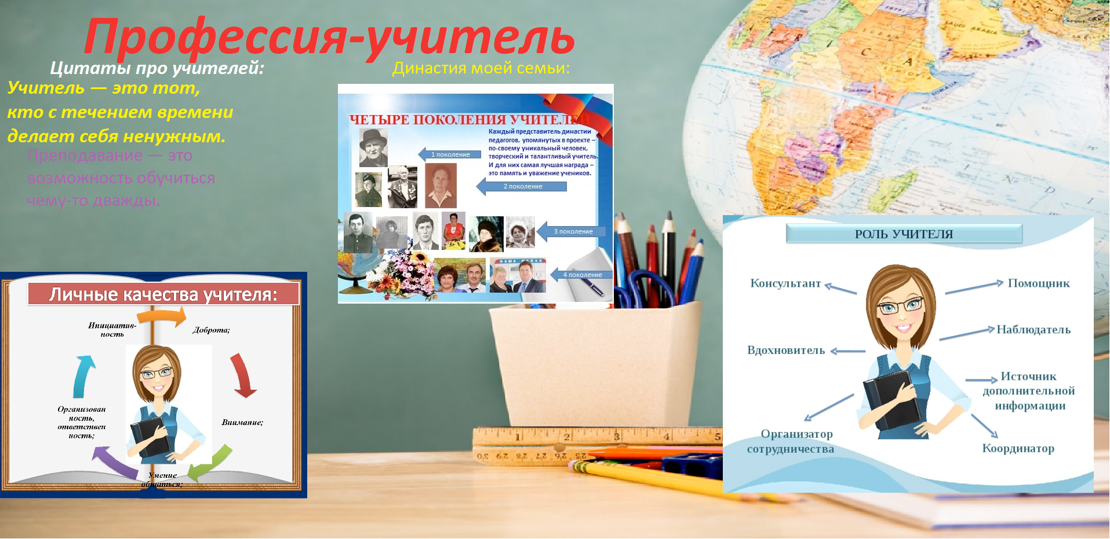 Профессия-учитель
Цитаты про учителей:
Учитель — это тот,
кто с течением времени
делает себя ненужным.
Преподавание — это
возможность обучиться
чему-то дважды.
Династия моей семьи:
ЧЕТЫРЕ ПОКОЛЕНИЯ УЧИТЕЛЕЙ
Каждый представитель династии
педагогов, упомянутых в проекте –
по-своему уникальный человек,
творческий и талантливый учитель.
И для них самая лучшая награда –
это память и уважение учеников.
1 поколение
2 поколение
3 поколение
4 поколение
Личные качества учителя:
Инициатив-
ность
Доброта;
Внимание;
Умение
общаться;
Организован
ность,
ответствен
ность;
РОЛЬ УЧИТЕЛЯ
Консультант
Помощник
Наблюдатель
Вдохновитель
Источник
дополнительной
информации
Организатор
сотрудничества
Координатор